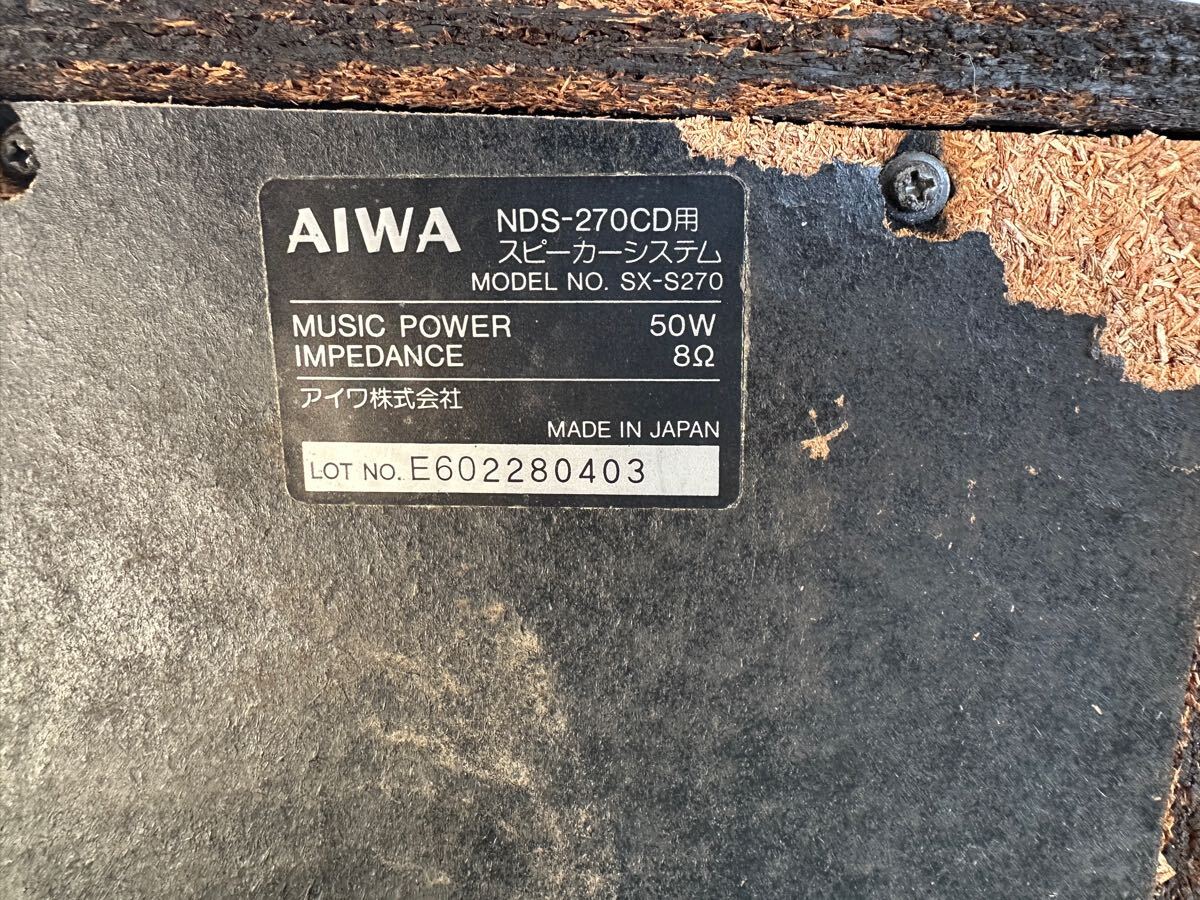 AIWA NDS-270CD用
スピーカーシステム
MODEL NO. SX-S270
MUSIC POWER 50W
IMPEDANCE 8Ω
アイワ株式会社
MADE IN JAPAN
LOT NO. E602280403